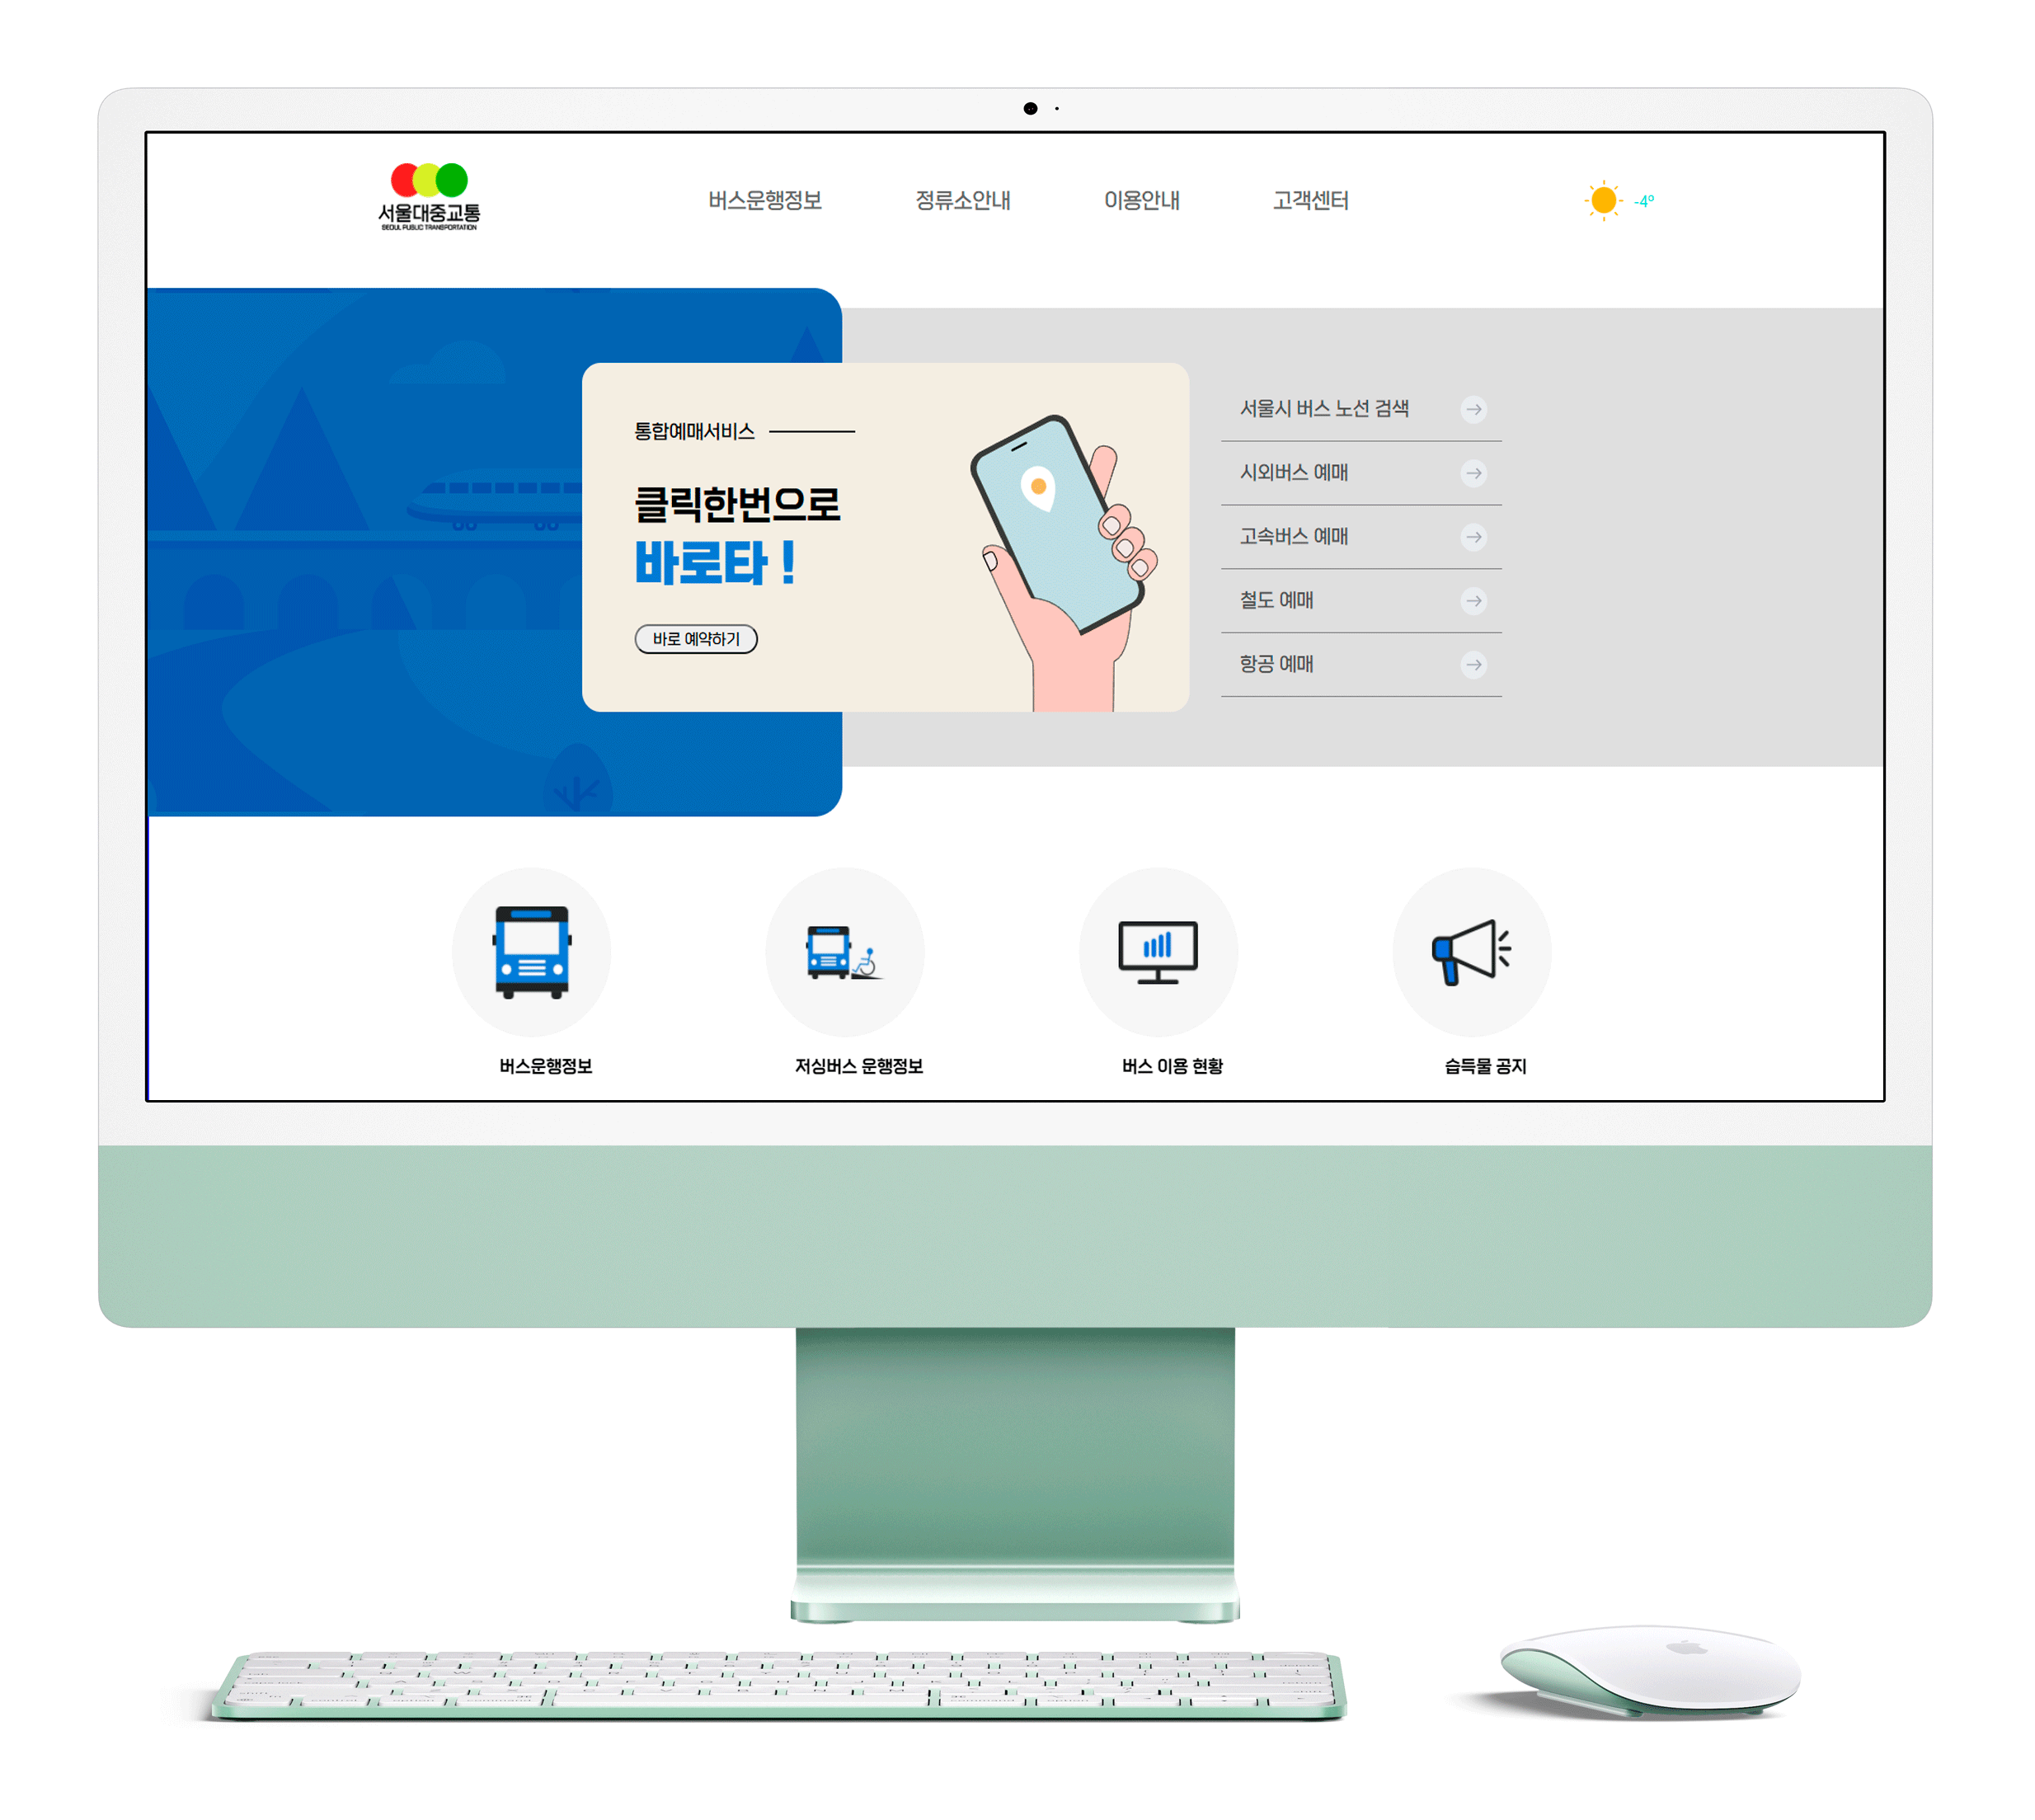 서울대중교통
SEOUL PUBLIC TRANSPORTATION
버스운행정보
정류소안내
이용안내
고객센터
-4º
통합예매서비스
클릭한번으로
바로타 !
바로 예약하기
서울시 버스 노선 검색
시외버스 예매
고속버스 예매
철도 예매
항공 예매
버스운행정보
저싱버스 운행정보
버스 이용 현황
습득물 공지